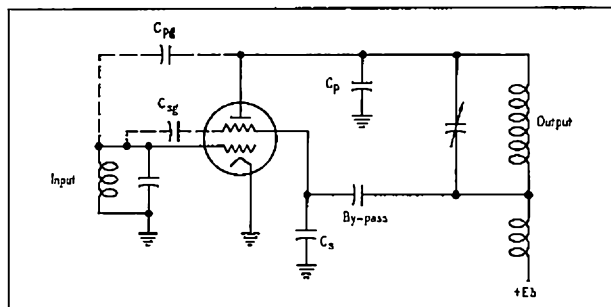 Cpg
Cp
Csg
Output
Input
By-pass
Cs
+Eb